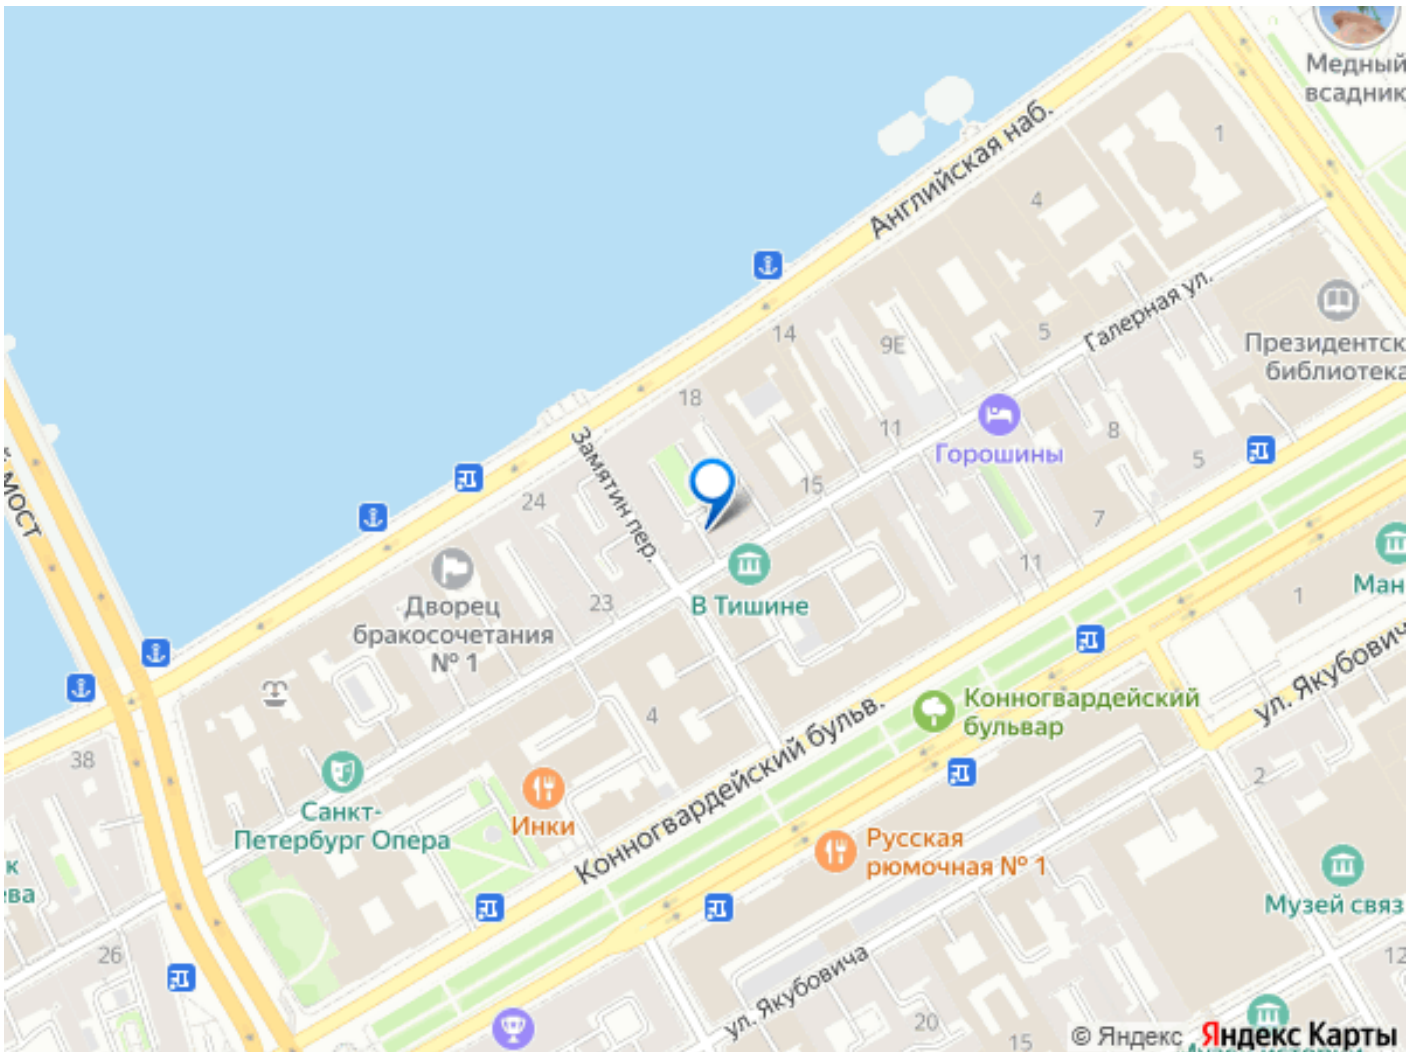 Медный
всадник
1
Английская наб.
4
Галерная ул.
Президентск
библиотека
5
14
9Е
18
11
8
Горошины
5
Замятин пер.
15
7
24
мост
11
В Тишине
23
Дворец
бракосочетания
№ 1
Ман
1
ул. Якубович
Конногвардейский
бульвар
4
Конногвардейский бульв.
38
2
Санкт-
Петербург Опера
Инки
Русская
рюмочная № 1
к
ева
Музей связ
26
12
ул. Якубовича
20
15
© Яндекс Яндекс Карты